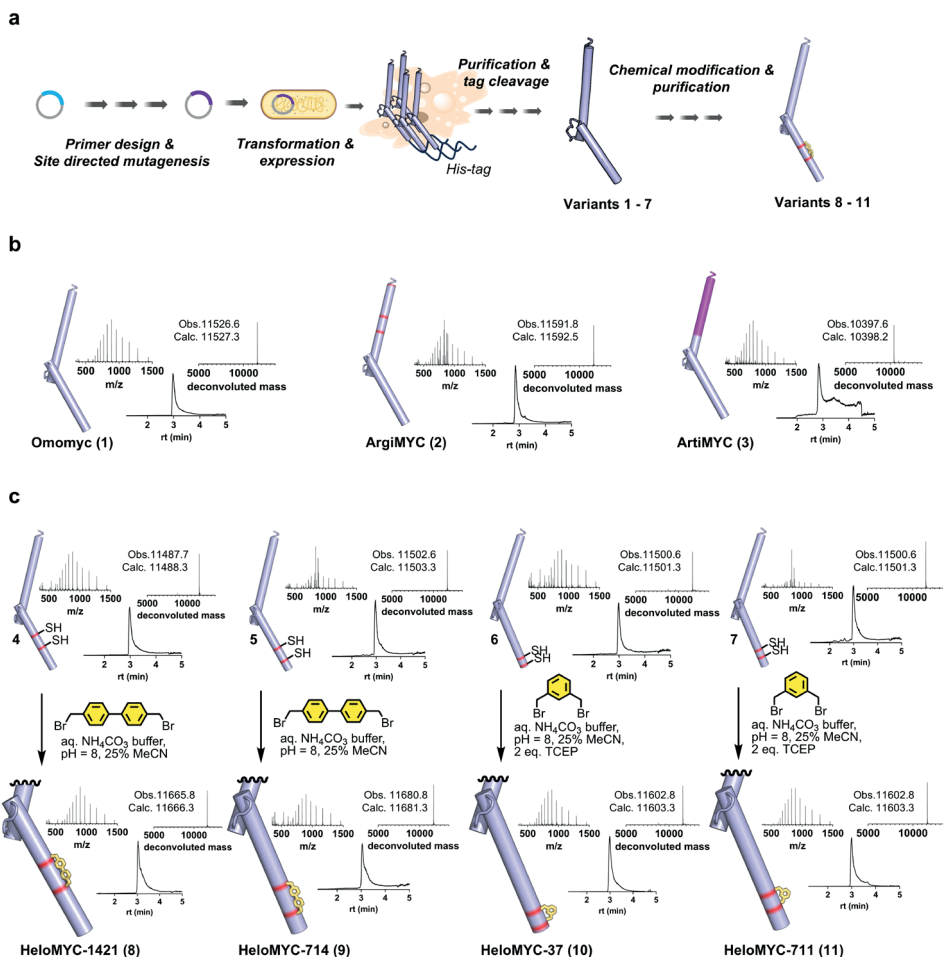 a
Primer design &
Site directed mutagenesis
Transformation &
expression
His-tag
Purification &
tag cleavage
Variants 1 - 7
Chemical modification &
purification
Variants 8 - 11
b
500 1000 1500
m/z
Obs.11526.6
Calc. 11527.3
5000 10000
deconvoluted mass
2 3 4 5
rt (min)
Omomyc (1)
500 1000 1500
m/z
Obs.11591.8
Calc. 11592.5
5000 10000
deconvoluted mass
2 3 4 5
rt (min)
ArgiMYC (2)
500 1000 1500
m/z
Obs.10397.6
Calc. 10398.2
5000 10000
deconvoluted mass
2 3 4 5
rt (min)
ArtiMYC (3)
c
4
SH
SH
500 1000 1500
m/z
Obs.11487.7
Calc. 11488.3
5000 10000
deconvoluted mass
2 3 4 5
rt (min)
Br Br
aq. NH4CO3 buffer,
pH = 8, 25% MeCN
5
SH
SH
500 1000 1500
m/z
Obs. 11502.6
Calc. 11503.3
5000 10000
deconvoluted mass
2 3 4 5
rt (min)
Br Br
aq. NH4CO3 buffer,
pH = 8, 25% MeCN
6
SH
SH
500 1000 1500
m/z
Obs.11500.6
Calc. 11501.3
5000 10000
deconvoluted mass
2 3 4 5
rt (min)
Br Br
aq. NH4CO3 buffer,
pH = 8, 25% MeCN,
2 eq. TCEP
7
SH
SH
500 1000 1500
m/z
Obs.11500.6
Calc. 11501.3
5000 10000
deconvoluted mass
2 3 4 5
rt (min)
Br Br
aq. NH4CO3 buffer,
pH = 8, 25% MeCN,
2 eq. TCEP
500 1000 1500
m/z
Obs.11665.8
Calc. 11666.3
5000 10000
deconvoluted mass
2 3 4 5
rt (min)
HeloMYC-1421 (8)
500 1000 1500
m/z
Obs.11680.8
Calc. 11681.3
5000 10000
deconvoluted mass
2 3 4 5
rt (min)
HeloMYC-714 (9)
500 1000 1500
m/z
Obs.11602.8
Calc. 11603.3
5000 10000
deconvoluted mass
2 3 4 5
rt (min)
HeloMYC-37 (10)
500 1000 1500
m/z
Obs.11602.8
Calc. 11603.3
5000 10000
deconvoluted mass
2 3 4 5
rt (min)
HeloMYC-711 (11)